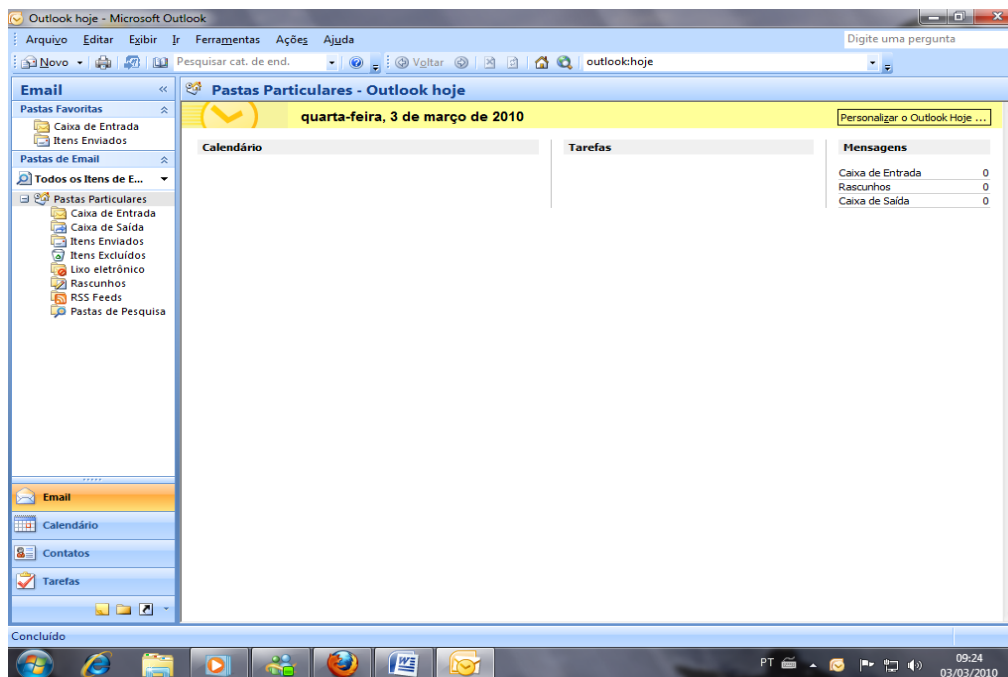 Outlook hoje - Microsoft Outlook
Arquivo Editar Exibir Ir Ferramentas Ações Ajuda Digite uma pergunta
Novo Pesquisar cat. de end. Voltar outlook:hoje
Email «
Pastas Favoritas
Caixa de Entrada
Itens Enviados
Pastas de Email
Todos os Itens de E...
Pastas Particulares
Caixa de Entrada
Caixa de Saída
Itens Enviados
Itens Excluídos
Lixo eletrônico
Rascunhos
RSS Feeds
Pastas de Pesquisa
Email
Calendário
Contatos
Tarefas
Pastas Particulares - Outlook hoje
quarta-feira, 3 de março de 2010 Personalizar o Outlook Hoje ...
Calendário Tarefas Mensagens
Caixa de Entrada 0
Rascunhos 0
Caixa de Saída 0
Concluído
PT 09:24
03/03/2010